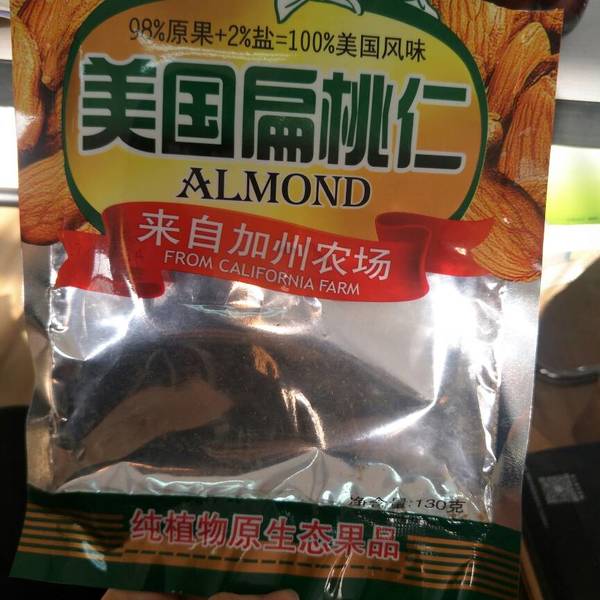 98%原果+2%盐=100%美国风味
美国扁桃仁
ALMOND
来自加州农场
FROM CALIFORNIA FARM
净含量:130克
纯植物原生态果品